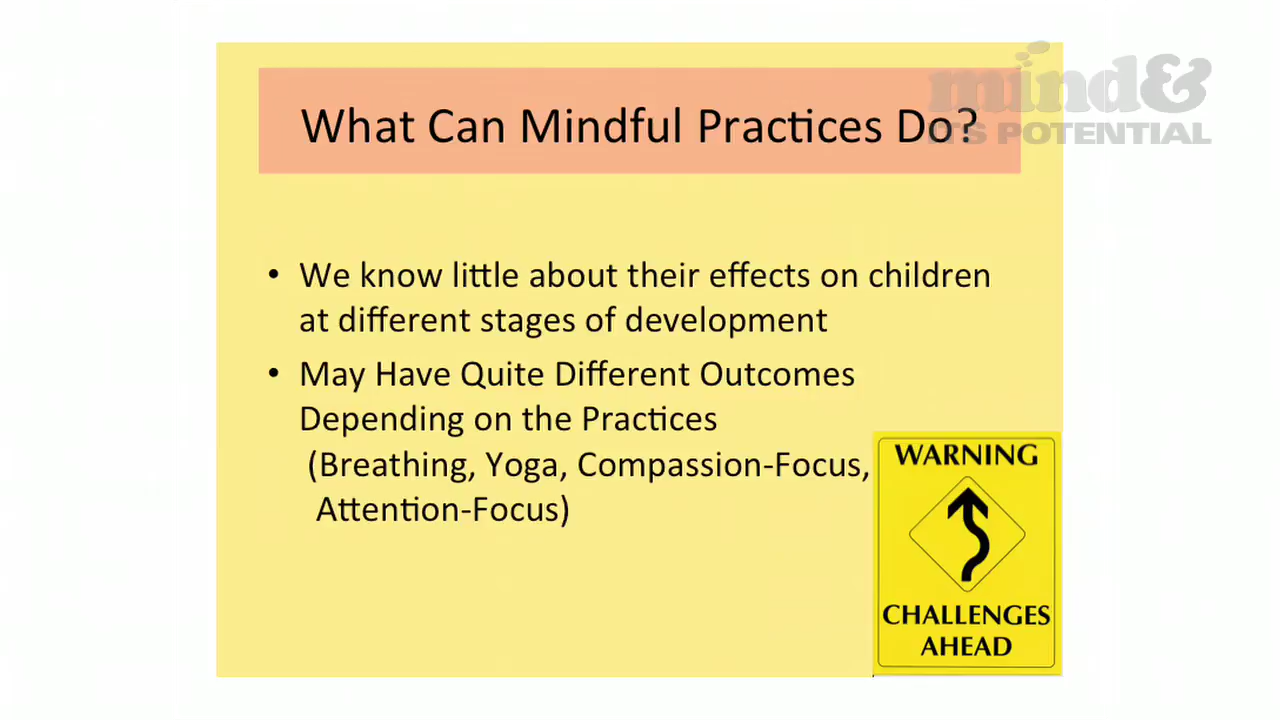 mind&
IT'S POTENTIAL
What Can Mindful Practices Do?
• We know little about their effects on children
at different stages of development
• May Have Quite Different Outcomes
Depending on the Practices
(Breathing, Yoga, Compassion-Focus,
Attention-Focus)
WARNING
CHALLENGES
AHEAD